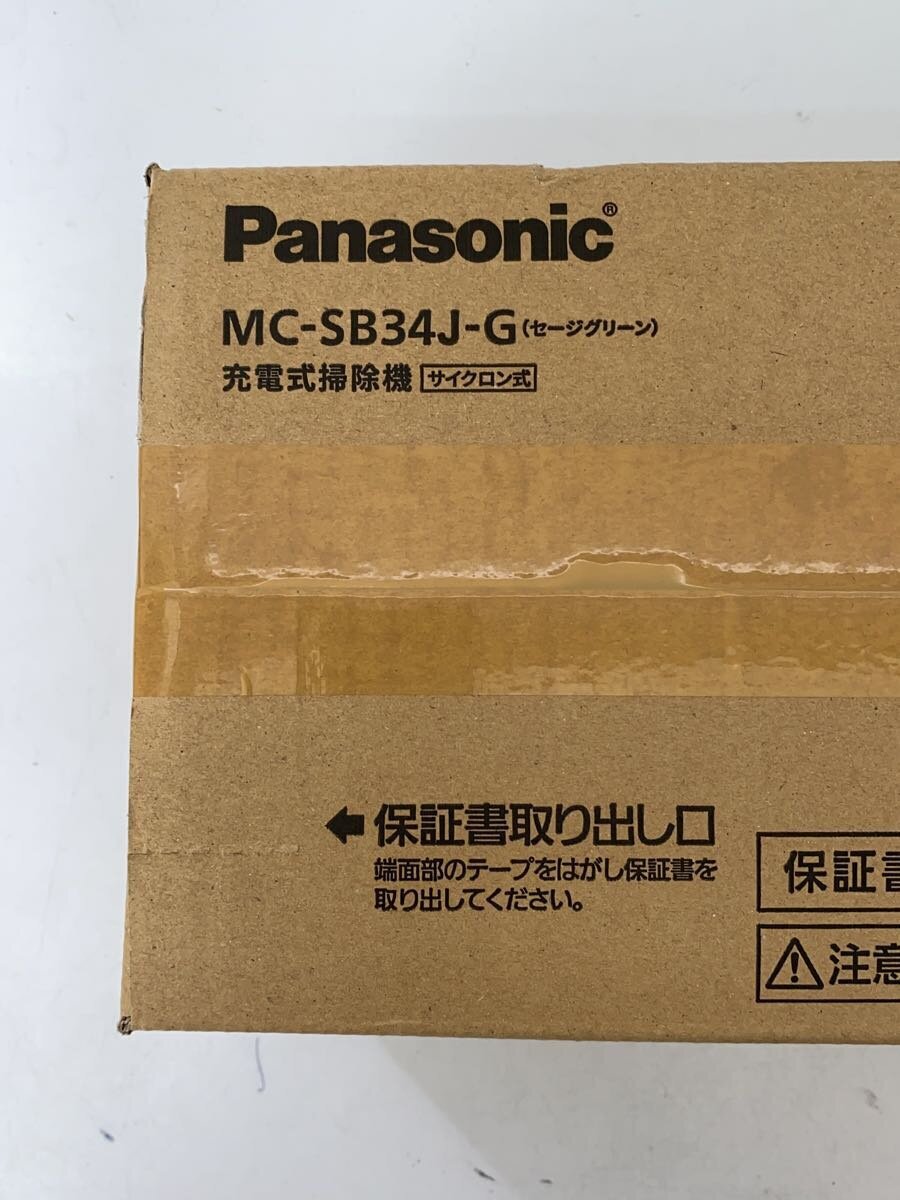 Panasonic®
MC-SB34J-G(セージグリーン)
充電式掃除機 サイクロン式
←保証書取り出し口
端面部のテープをはがし保証書を
取り出してください。
保証書
⚠注意